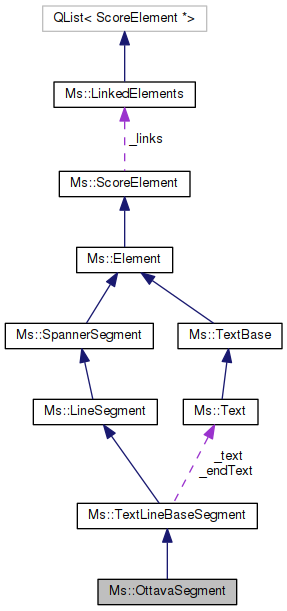 QList< ScoreElement *>
Ms::LinkedElements
_links
Ms::ScoreElement
Ms::Element
Ms::SpannerSegment
Ms::TextBase
Ms::LineSegment
Ms::Text
_text
_endText
Ms::TextLineBaseSegment
Ms::OttavaSegment